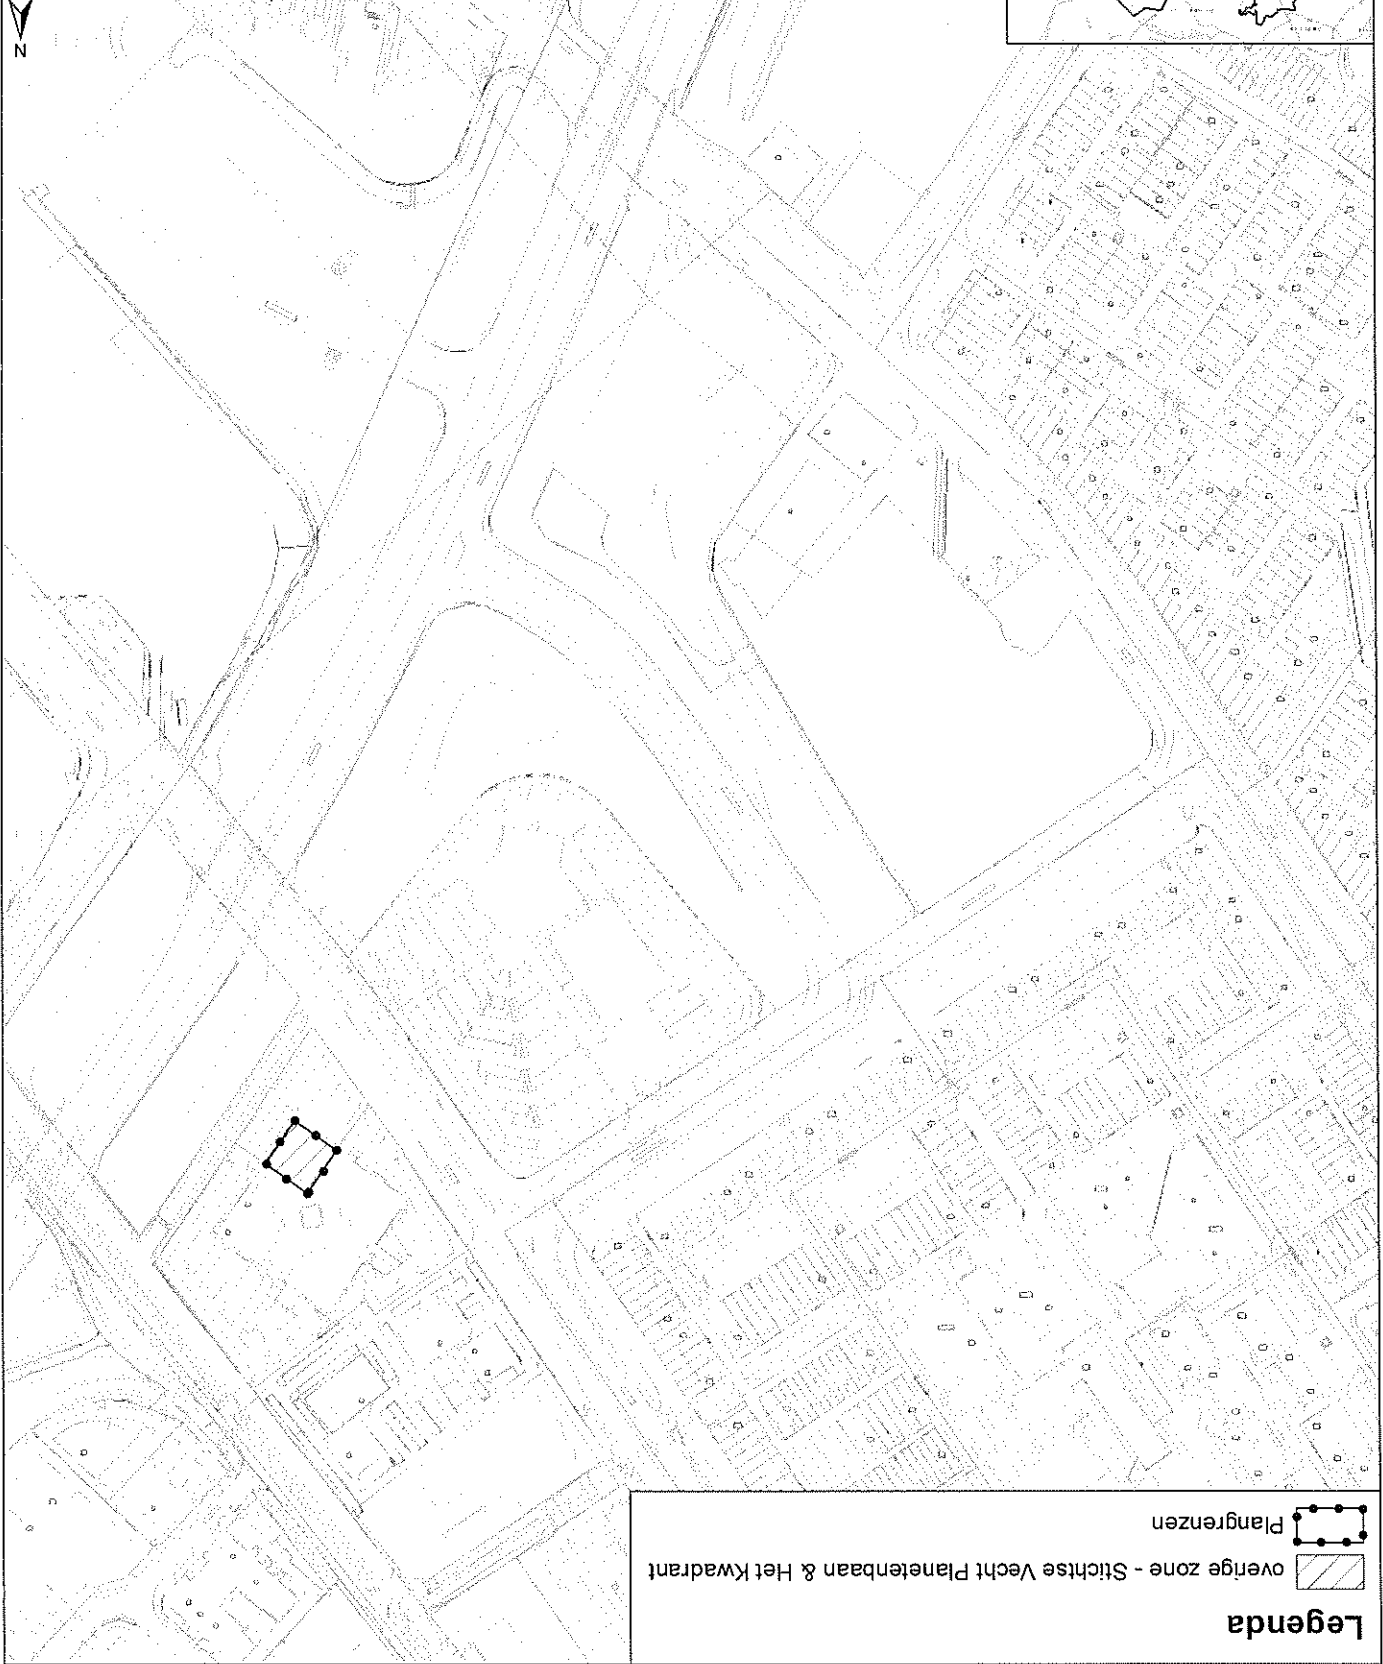 Legenda
overige zone - Stichtse Vecht Planetenbaan & Het Kwadrant
Plangrenzen
N